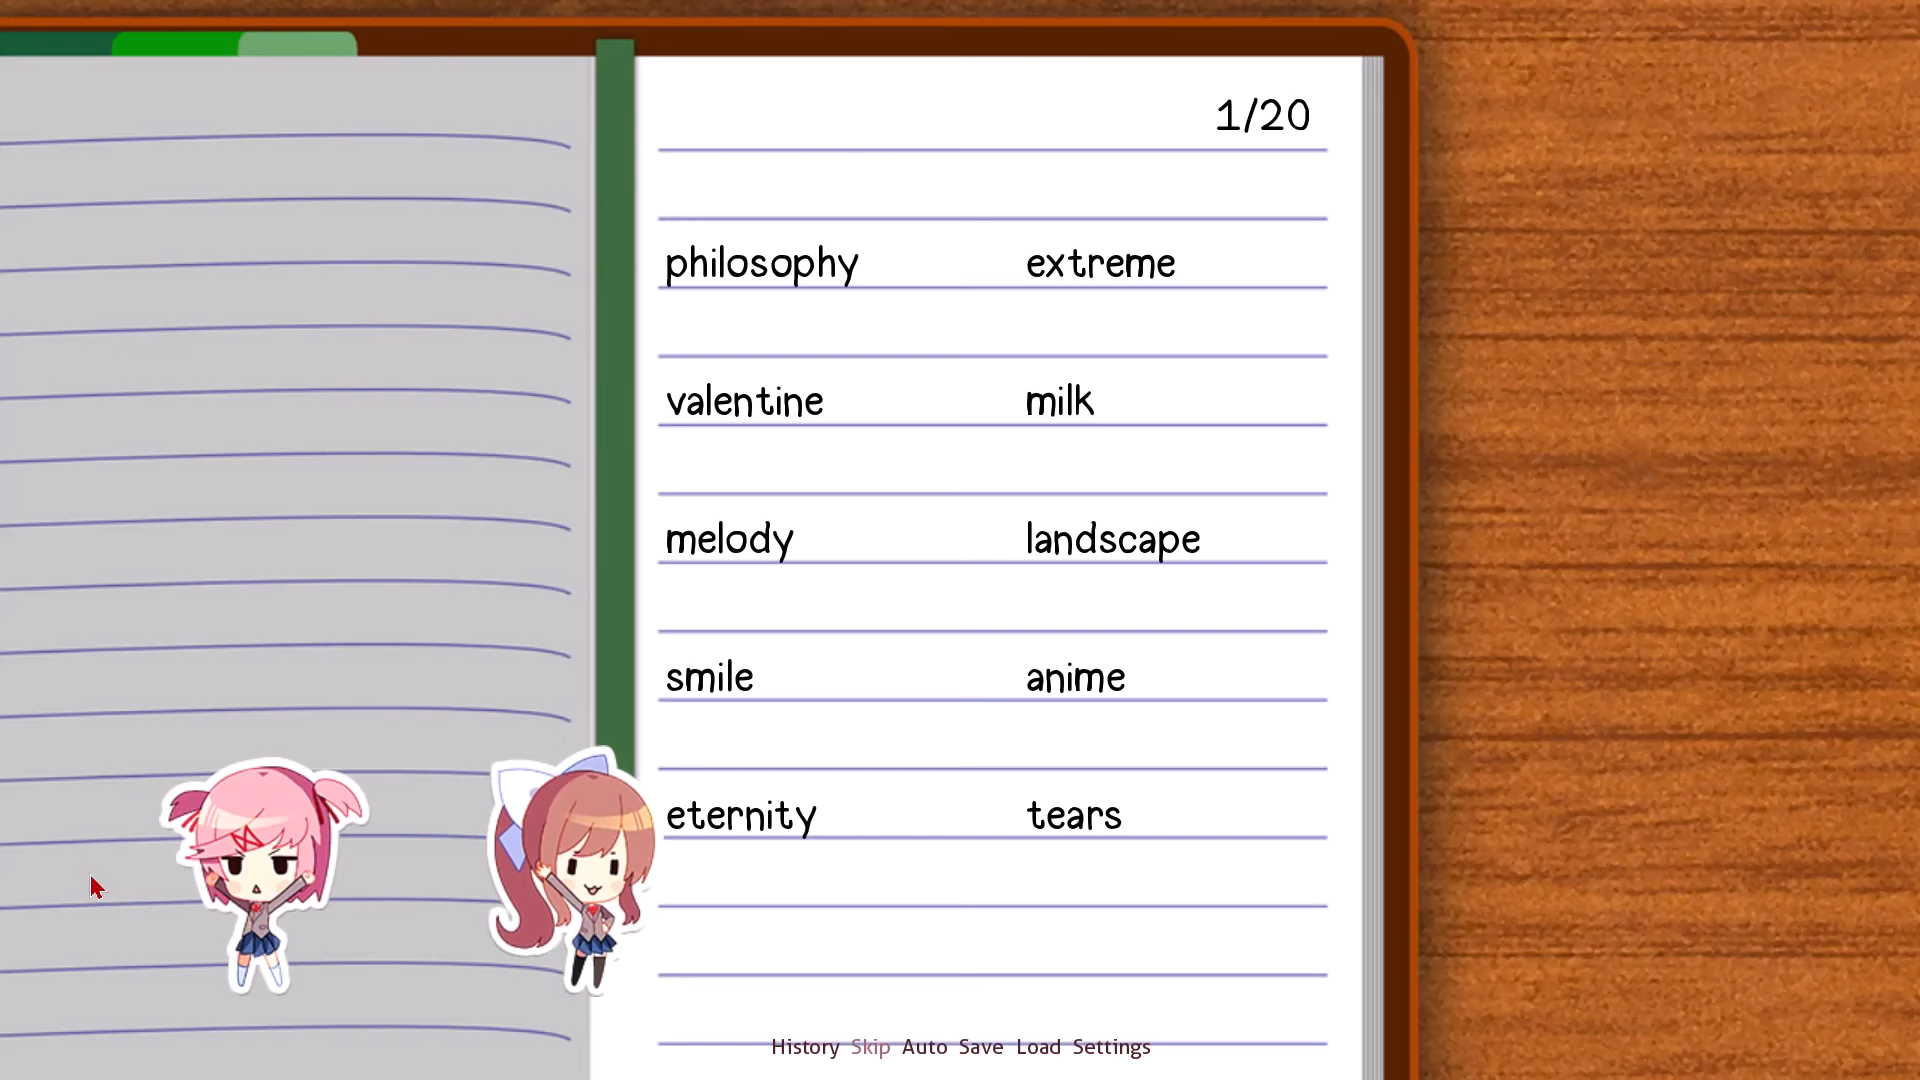 1/20
philosophy extreme
valentine milk
melody landscape
smile anime
eternity tears
History Skip Auto Save Load Settings